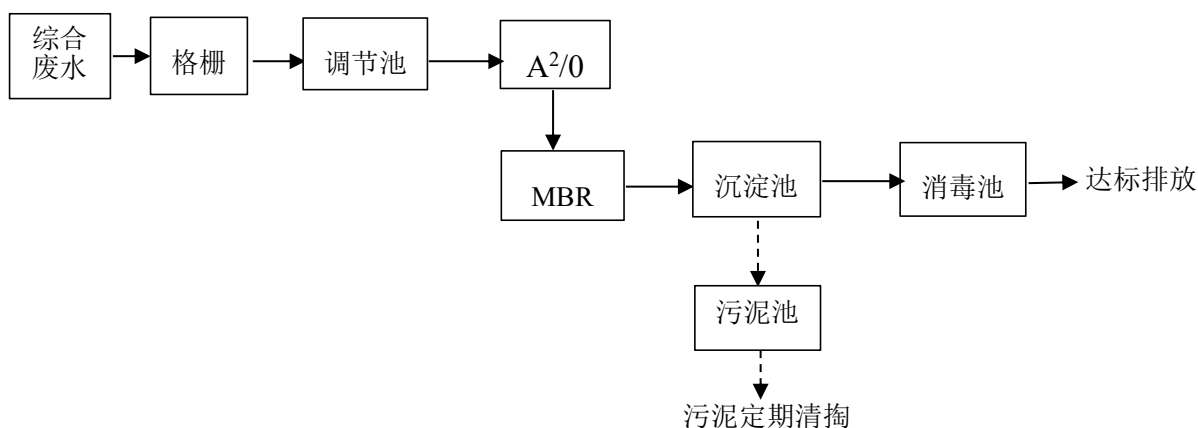 综合
废水
格栅
调节池
A²/0
MBR
沉淀池
消毒池
达标排放
污泥池
污泥定期清掏